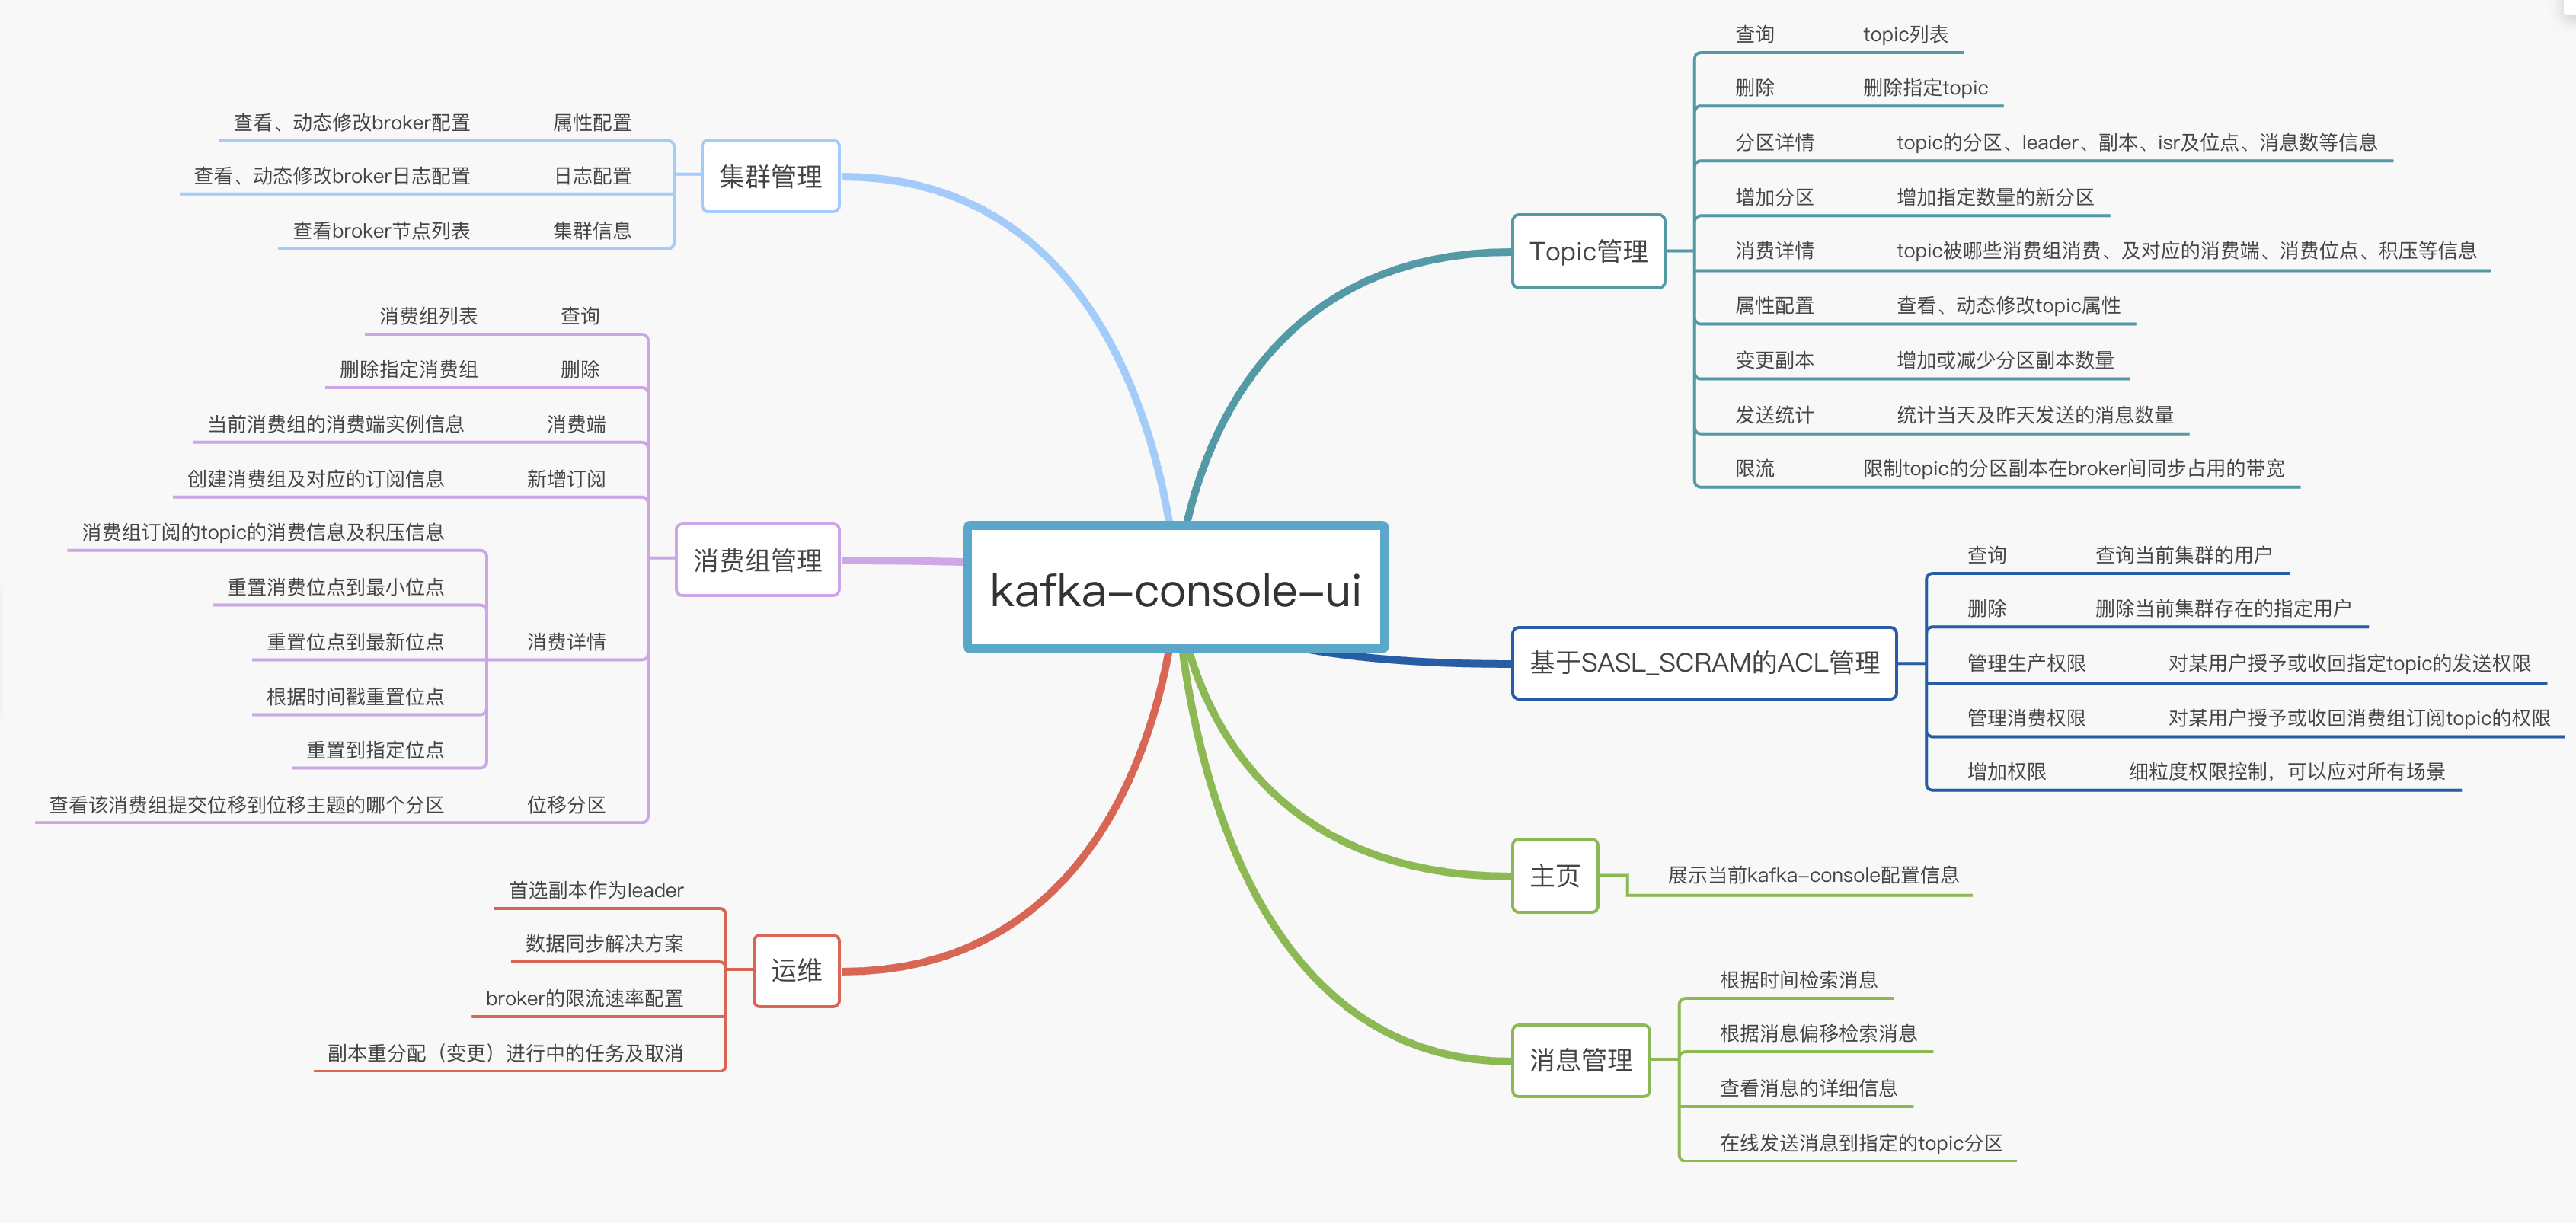 kafka-console-ui
集群管理
查看、动态修改broker配置 属性配置
查看、动态修改broker日志配置 日志配置
查看broker节点列表 集群信息
消费组管理
消费组列表 查询
删除指定消费组 删除
当前消费组的消费端实例信息 消费端
创建消费组及对应的订阅信息 新增订阅
消费组订阅的topic的消费信息及积压信息
重置消费位点到最小位点
重置位点到最新位点 消费详情
根据时间戳重置位点
重置到指定位点
查看该消费组提交位移到位移主题的哪个分区 位移分区
运维
首选副本作为leader
数据同步解决方案
broker的限流速率配置
副本重分配（变更）进行中的任务及取消
Topic管理
查询 topic列表
删除 删除指定topic
分区详情 topic的分区、leader、副本、isr及位点、消息数等信息
增加分区 增加指定数量的新分区
消费详情 topic被哪些消费组消费、及对应的消费端、消费位点、积压等信息
属性配置 查看、动态修改topic属性
变更副本 增加或减少分区副本数量
发送统计 统计当天及昨天发送的消息数量
限流 限制topic的分区副本在broker间同步占用的带宽
基于SASL_SCRAM的ACL管理
查询 查询当前集群的用户
删除 删除当前集群存在的指定用户
管理生产权限 对某用户授予或收回指定topic的发送权限
管理消费权限 对某用户授予或收回消费组订阅topic的权限
增加权限 细粒度权限控制，可以应对所有场景
主页
展示当前kafka-console配置信息
消息管理
根据时间检索消息
根据消息偏移检索消息
查看消息的详细信息
在线发送消息到指定的topic分区